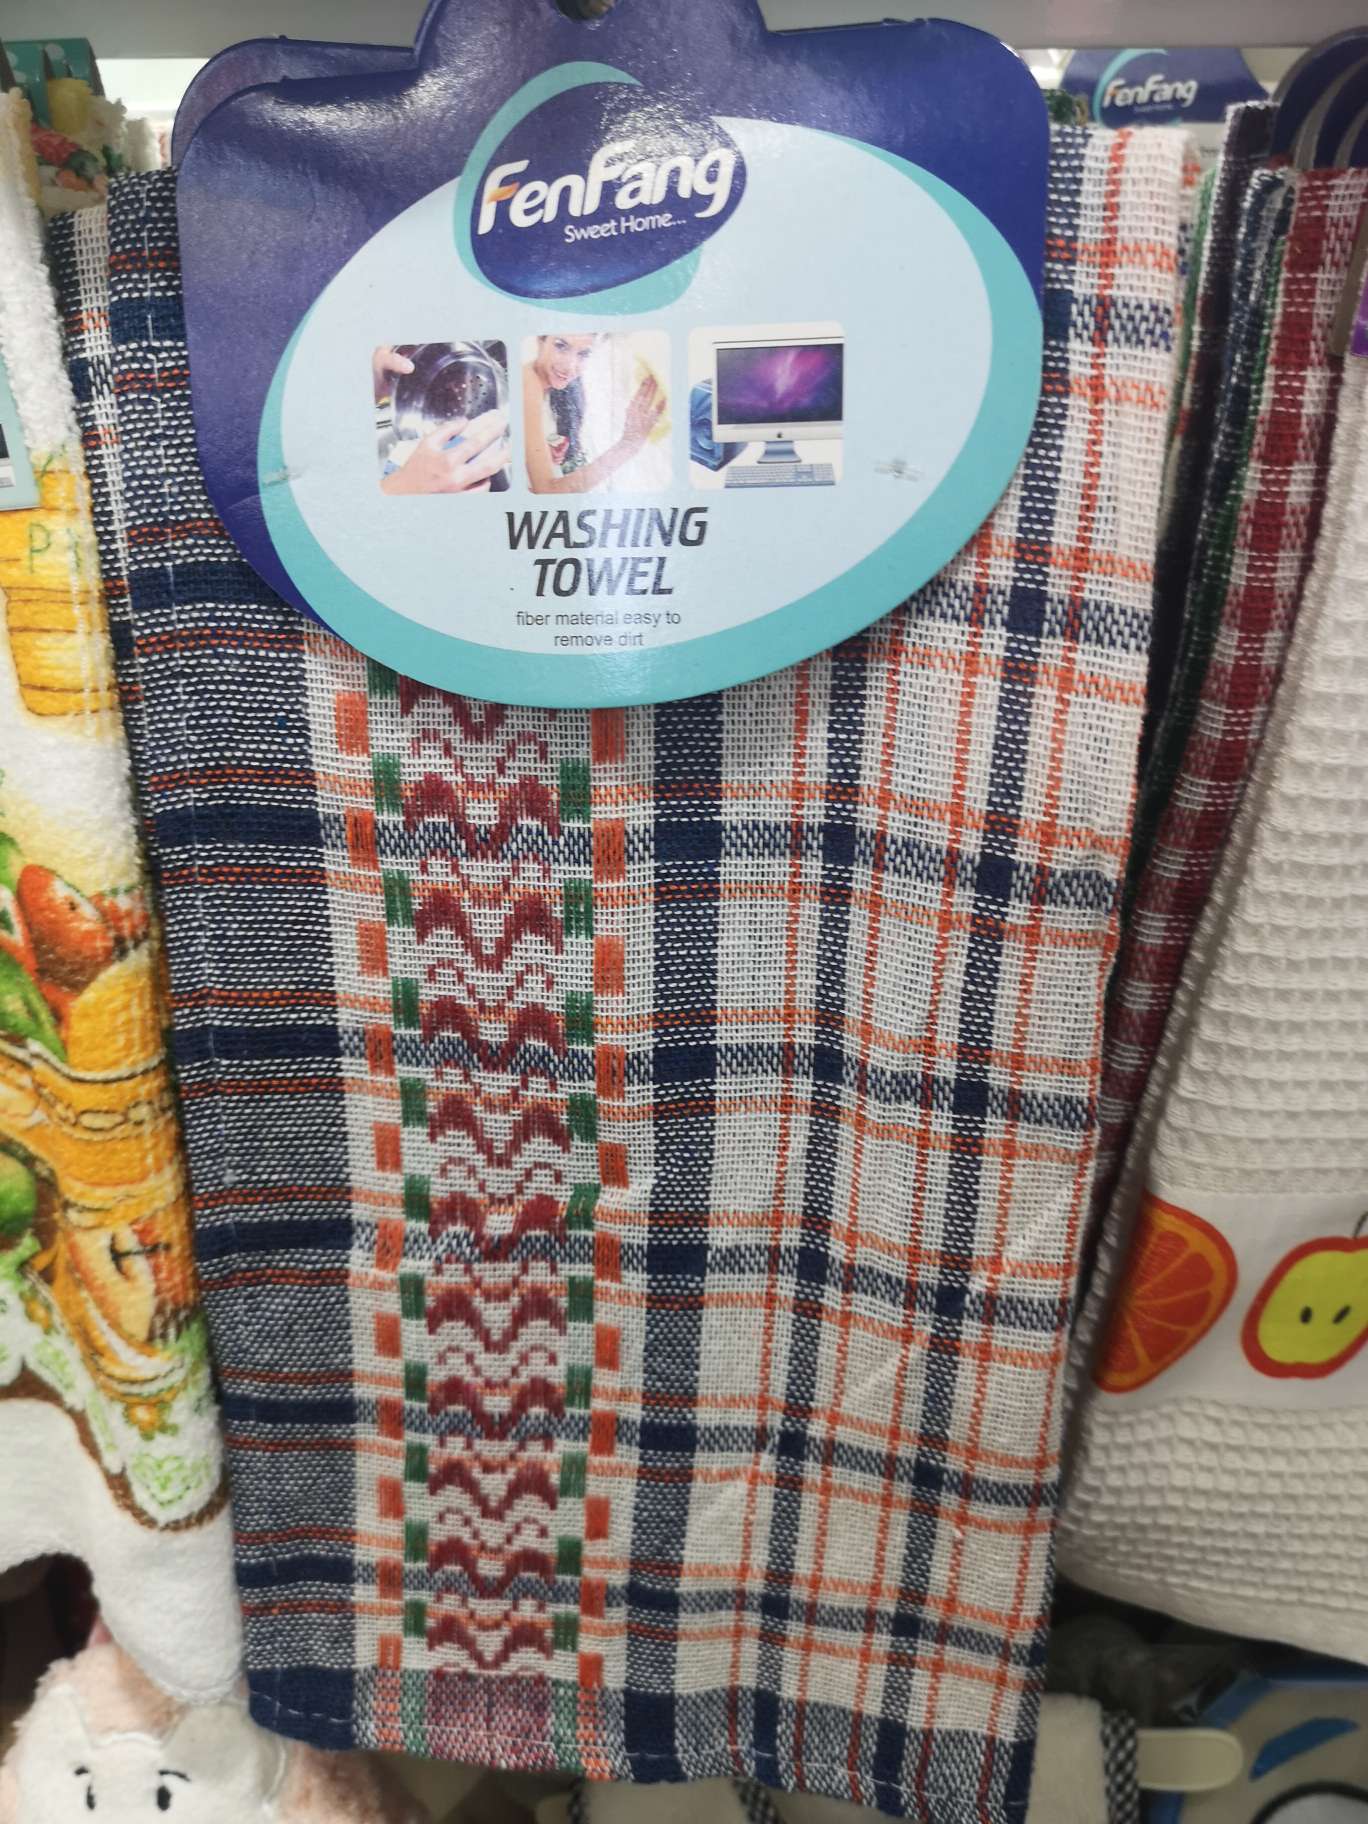 FenFang
Sweet Home...
WASHING
TOWEL
fiber material easy to
remove dirt
FenFang